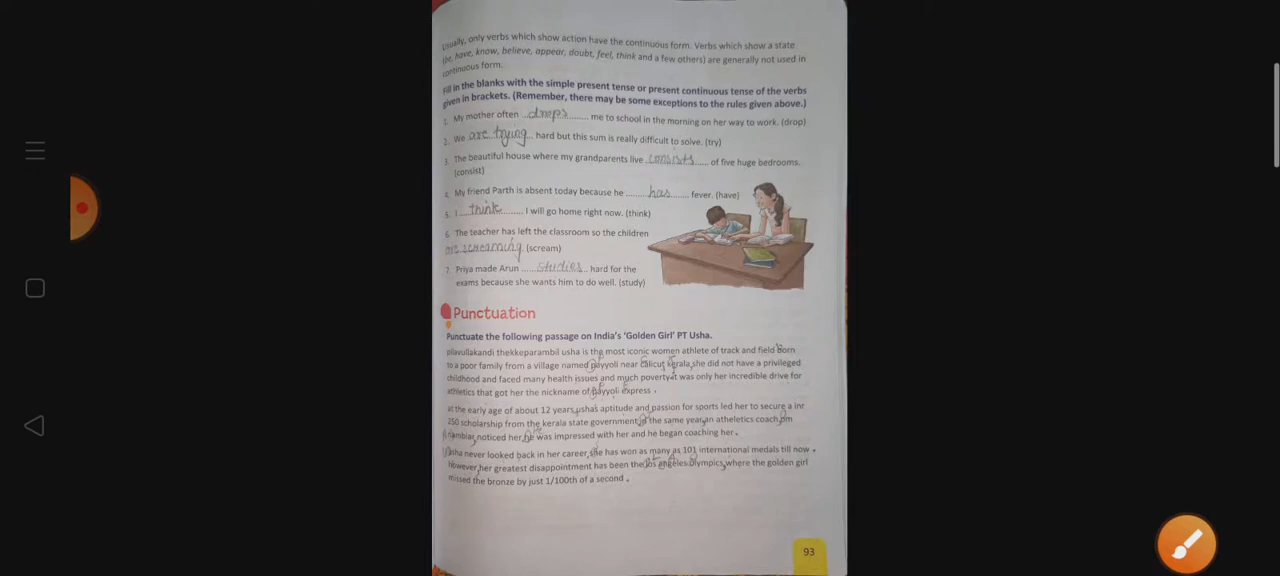 Usually, only verbs which show action have the continuous form. Verbs which show a state
(be, have, know, believe, appear, doubt, feel, think and a few others) are generally not used in
continuous form.
Fill in the blanks with the simple present tense or present continuous tense of the verbs
given in brackets. (Remember, there may be some exceptions to the rules given above.)
1. My mother often ...drops...... me to school in the morning on her way to work. (drop)
2. We are trying... hard but this sum is really difficult to solve. (try)
3. The beautiful house where my grandparents live ...consists.... of five huge bedrooms.
(consist)
4. My friend Parth is absent today because he .........has...... fever. (have)
5. I ....think....... I will go home right now. (think)
6. The teacher has left the classroom so the children
are screaming. (scream)
7. Priya made Arun .....studies.. hard for the
exams because she wants him to do well. (study)
Punctuation
Punctuate the following passage on India's 'Golden Girl' PT Usha.
pilavullakandi thekkeparambil usha is the most iconic women athlete of track and field Born
to a poor family from a village named payyoli near calicut, kerala, she did not have a privileged
childhood and faced many health issues and much poverty it was only her incredible drive for
athletics that got her the nickname of payyoli Express .
at the early age of about 12 years, usha's aptitude and passion for sports led her to secure a inr
250 scholarship from the kerala state government in the same year, an atheletics coach, om
nambiar, noticed her, he was impressed with her and he began coaching her .
Usha never looked back in her career, she has won as many as 101 international medals till now .
however, her greatest disappointment has been the los angeles olympics, where the golden girl
missed the bronze by just 1/100th of a second .
93